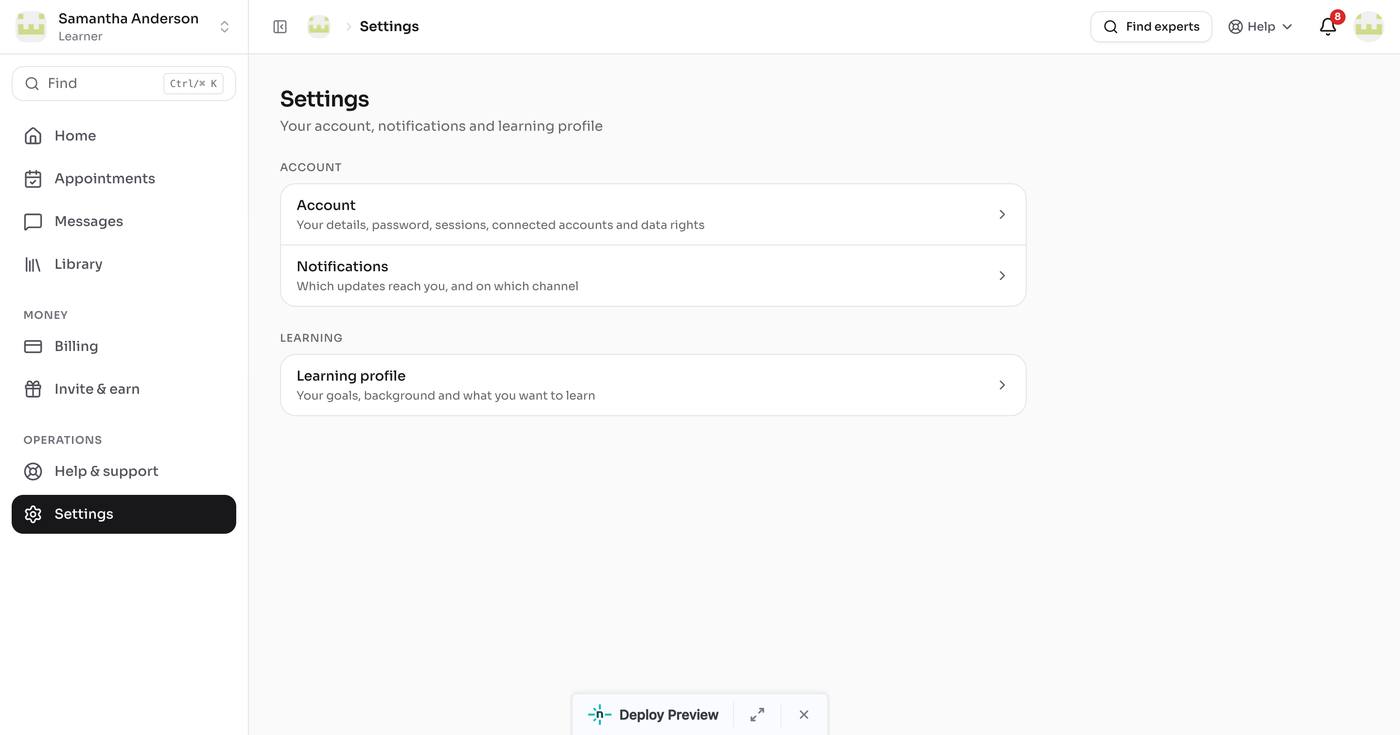 Samantha Anderson
Learner
Settings
Find experts
Help
8
Find
Ctrl/⌘ K
Home
Appointments
Messages
Library
MONEY
Billing
Invite & earn
OPERATIONS
Help & support
Settings
Settings
Your account, notifications and learning profile
ACCOUNT
Account
Your details, password, sessions, connected accounts and data rights
Notifications
Which updates reach you, and on which channel
LEARNING
Learning profile
Your goals, background and what you want to learn
n
Deploy Preview